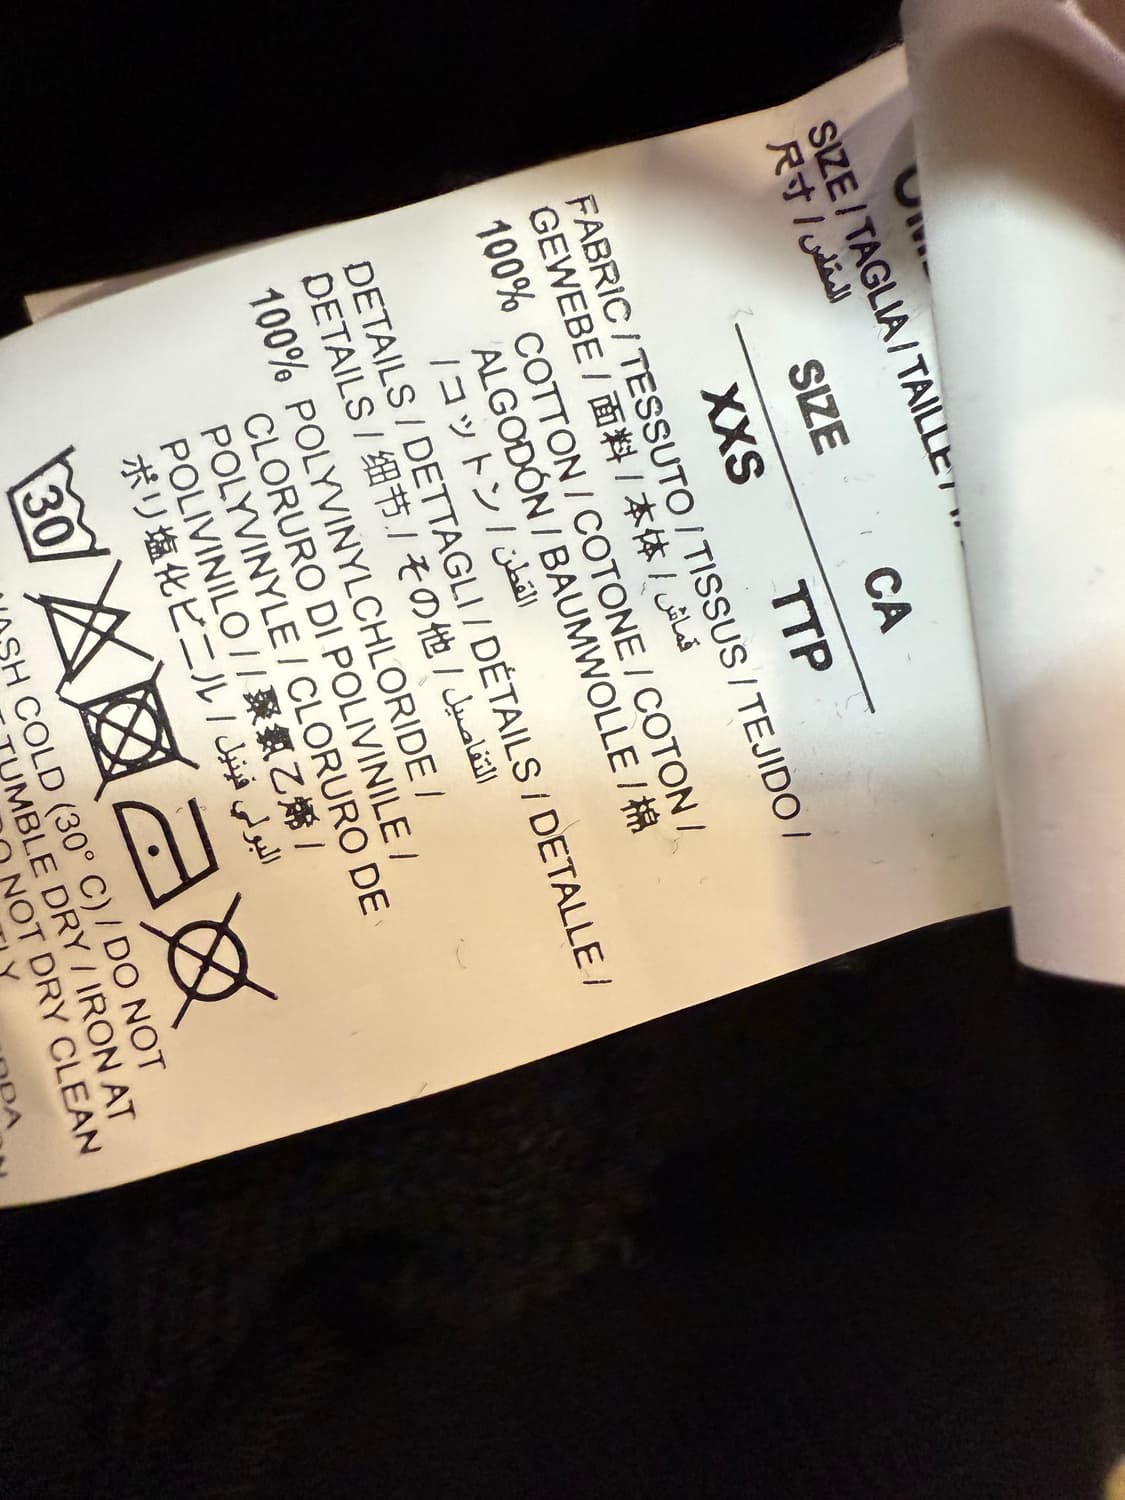 SIZE / TAGLIA / TAILLE /
尺寸 / المقاس
SIZE CA
XXS TTP
FABRIC / TESSUTO / TISSUS / TEJIDO /
GEWEBE / 面料 / 本体 / قماش
100% COTTON / COTONE / COTON /
ALGODÓN / BAUMWOLLE / 棉
/ コットン / القطن
DETAILS / DETTAGLI / DÉTAILS / DETALLE /
DETAILS / 细节 / その他 / التفاصيل
100% POLYVINYLCHLORIDE /
CLORURO DI POLIVINILE /
POLYVINYLE / CLORURO DE
POLIVINILO / / 聚氯乙烯 /
ポリ塩化ビニール / البولي فينيل
30
WASH COLD (30° C) / DO NOT
TUMBLE DRY / IRON AT
DO NOT DRY CLEAN